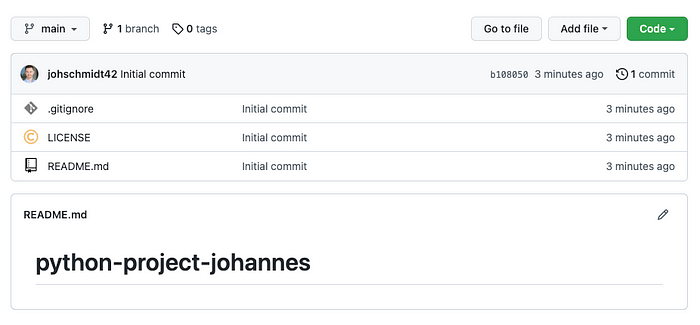 main 1 branch 0 tags Go to file Add file Code
johschmidt42 Initial commit b108050 3 minutes ago 1 commit
.gitignore Initial commit 3 minutes ago
LICENSE Initial commit 3 minutes ago
README.md Initial commit 3 minutes ago
README.md
python-project-johannes